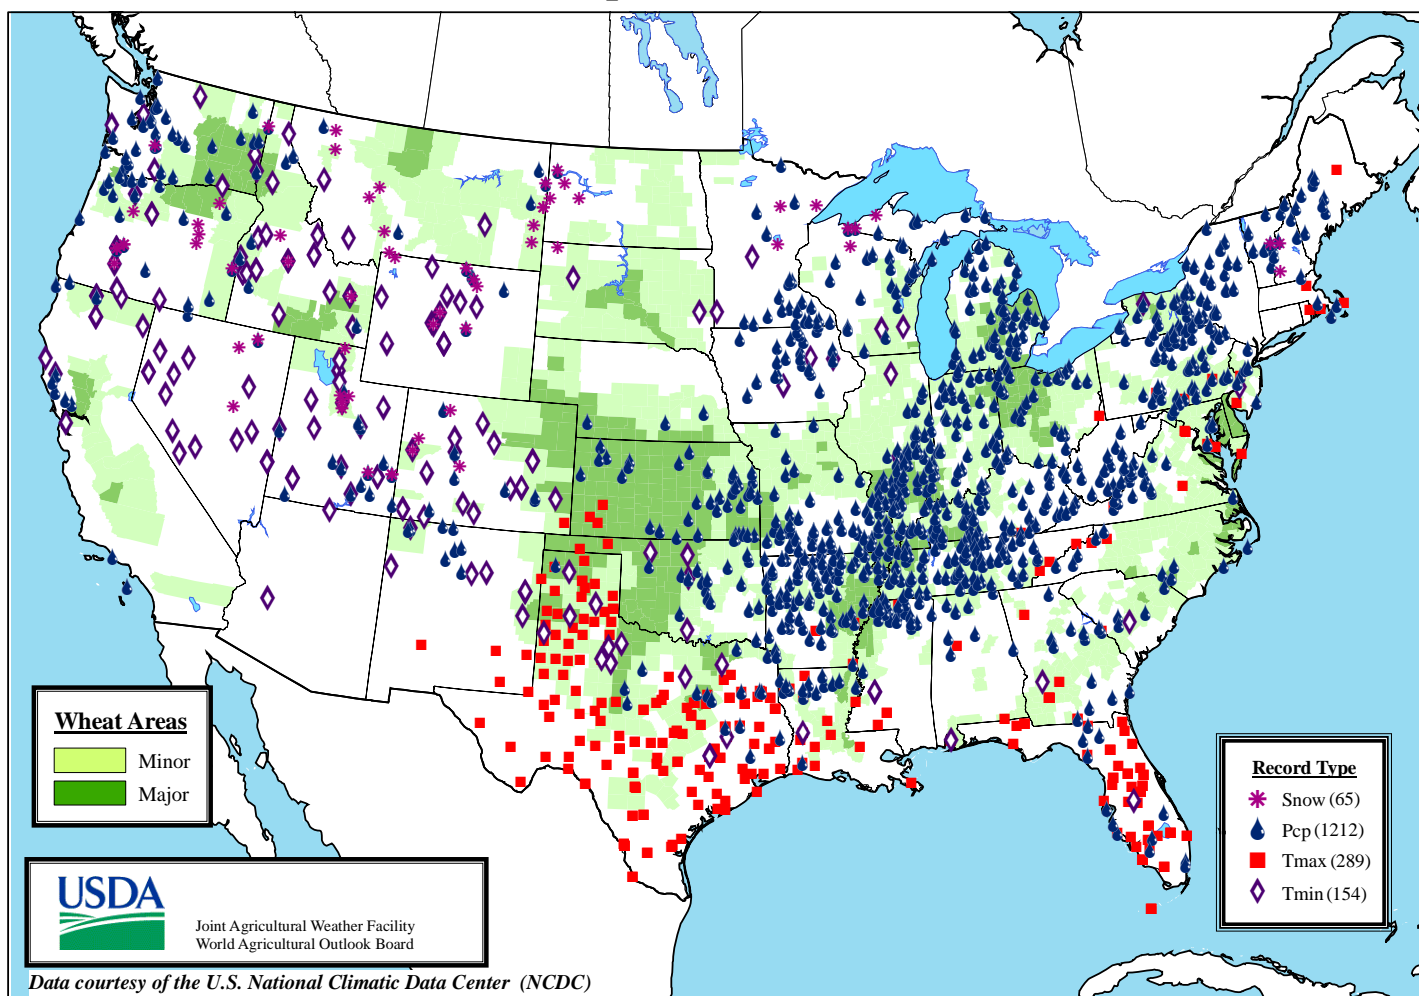 Wheat Areas
Minor
Major
Record Type
Snow (65)
Pcp (1212)
Tmax (289)
Tmin (154)
USDA
Joint Agricultural Weather Facility
World Agricultural Outlook Board
Data courtesy of the U.S. National Climatic Data Center (NCDC)